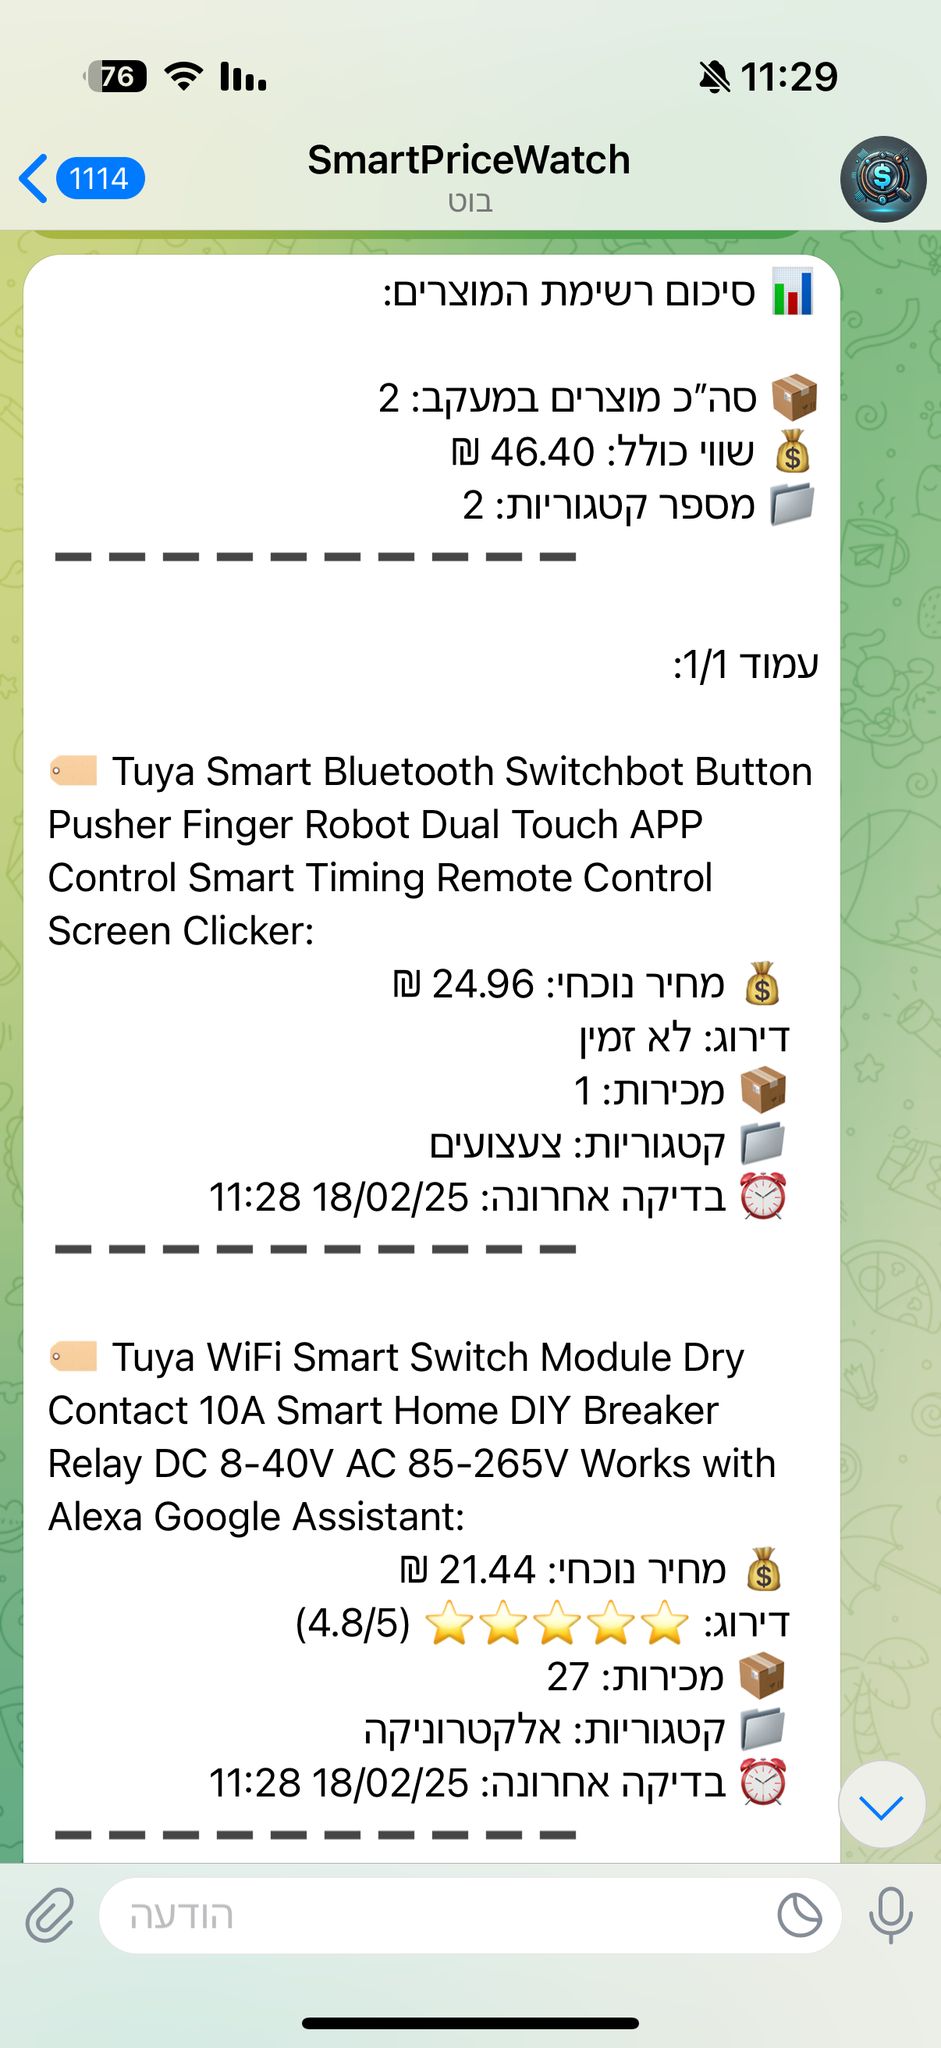 76
11:29
1114
SmartPriceWatch
בוט
📊 סיכום רשימת המוצרים:
📦 סה"כ מוצרים במעקב: 2
💰 שווי כולל: 46.40 ₪
📁 מספר קטגוריות: 2
➖➖➖➖➖➖➖➖➖➖
עמוד 1/1:
🏷️ Tuya Smart Bluetooth Switchbot Button
Pusher Finger Robot Dual Touch APP
Control Smart Timing Remote Control
Screen Clicker:
💰 מחיר נוכחי: 24.96 ₪
דירוג: לא זמין
📦 מכירות: 1
📁 קטגוריות: צעצועים
⏰ בדיקה אחרונה: 18/02/25 11:28
➖➖➖➖➖➖➖➖➖➖
🏷️ Tuya WiFi Smart Switch Module Dry
Contact 10A Smart Home DIY Breaker
Relay DC 8-40V AC 85-265V Works with
Alexa Google Assistant:
💰 מחיר נוכחי: 21.44 ₪
דירוג: ⭐⭐⭐⭐⭐ (4.8/5)
📦 מכירות: 27
📁 קטגוריות: אלקטרוניקה
⏰ בדיקה אחרונה: 18/02/25 11:28
➖➖➖➖➖➖➖➖➖➖
הודעה